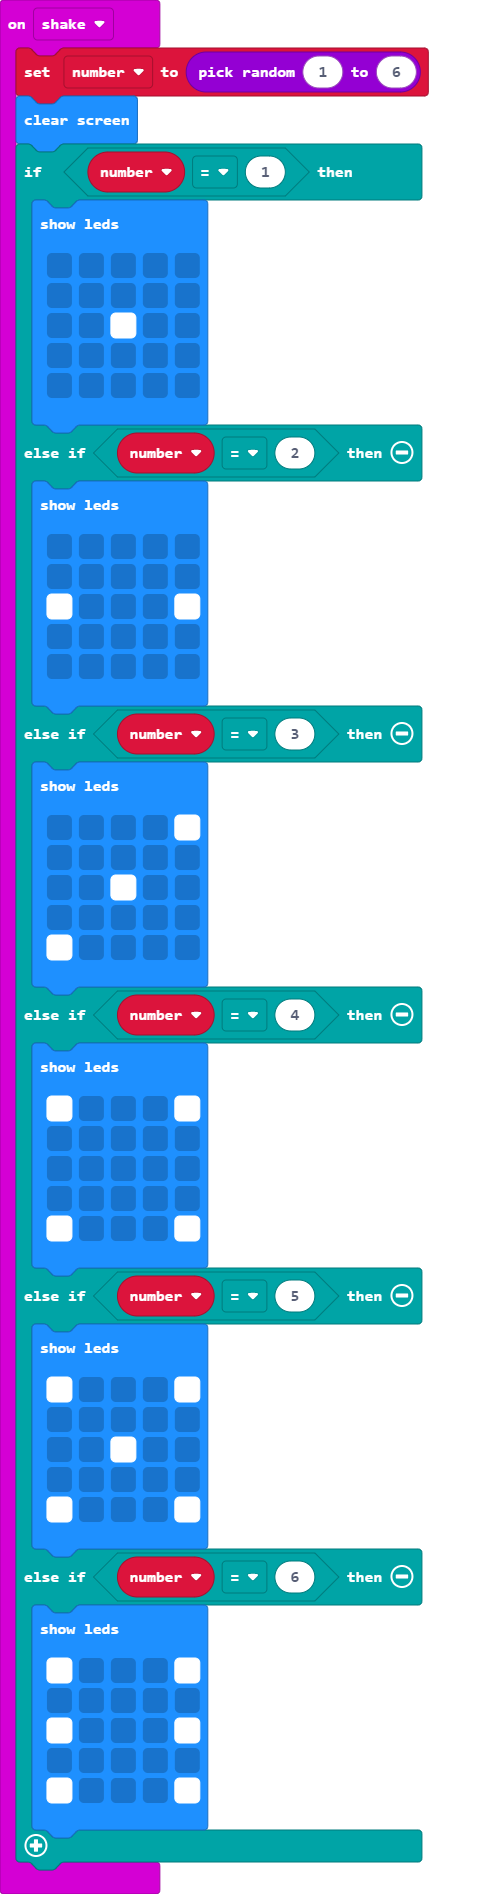 on shake
set number to pick random 1 to 6
clear screen
if number = 1 then
show leds
else if number = 2 then
show leds
else if number = 3 then
show leds
else if number = 4 then
show leds
else if number = 5 then
show leds
else if number = 6 then
show leds